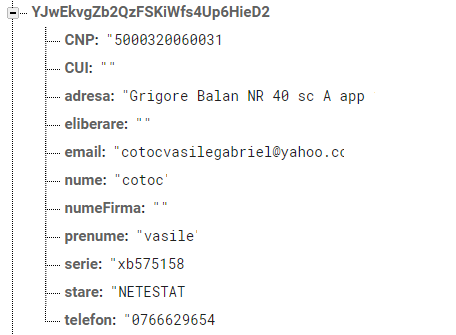 YJwEkvgZb2QzFSKiWfs4Up6HieD2
CNP: "5000320060031
CUI: ""
adresa: "Grigore Balan NR 40 sc A app
eliberare: ""
email: "cotocvasilegabriel@yahoo.co
nume: "cotoc'
numeFirma: ""
prenume: "vasile'
serie: "xb575158
stare: "NETESTAT
telefon: "0766629654